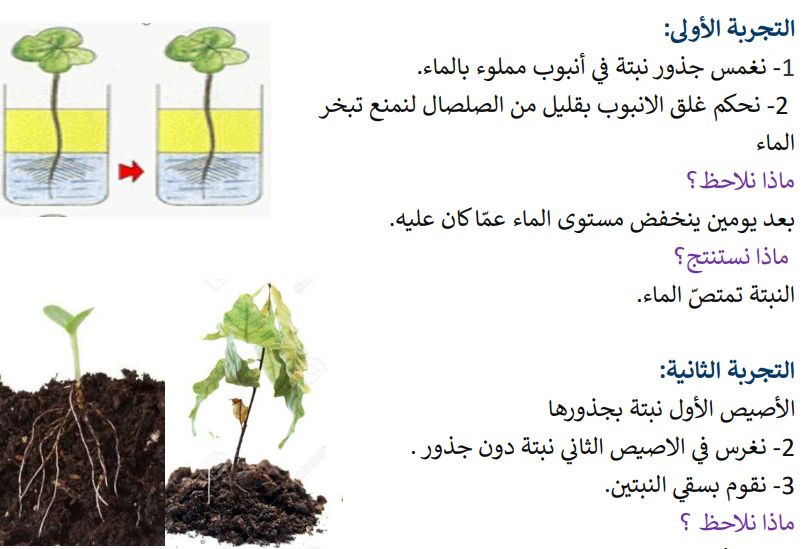 التجربة الأولى:
1- نغمس جذور نبتة في أنبوب مملوء بالماء.
2- نحكم غلق الانبوب بقليل من الصلصال لنمنع تبخر
الماء
ماذا نلاحظ؟
بعد يومين ينخفض مستوى الماء عمّا كان عليه.
ماذا نستنتج؟
النبتة تمتصّ الماء.
التجربة الثانية:
الأصيص الأول نبتة بجذورها
2- نغرس في الاصيص الثاني نبتة دون جذور .
3- نقوم بسقي النبتين.
ماذا نلاحظ ؟